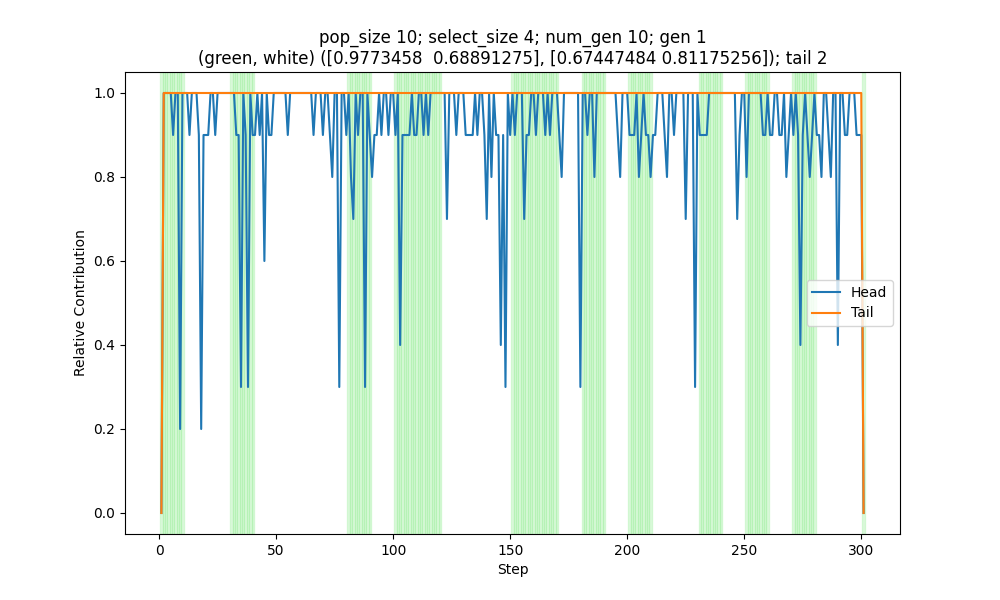 pop_size 10; select_size 4; num_gen 10; gen 1
(green, white) ([0.9773458  0.68891275], [0.67447484 0.81175256]); tail 2
1.0
0.8
0.6
0.4
0.2
0.0
Relative Contribution
Head
Tail
0
50
100
150
200
250
300
Step